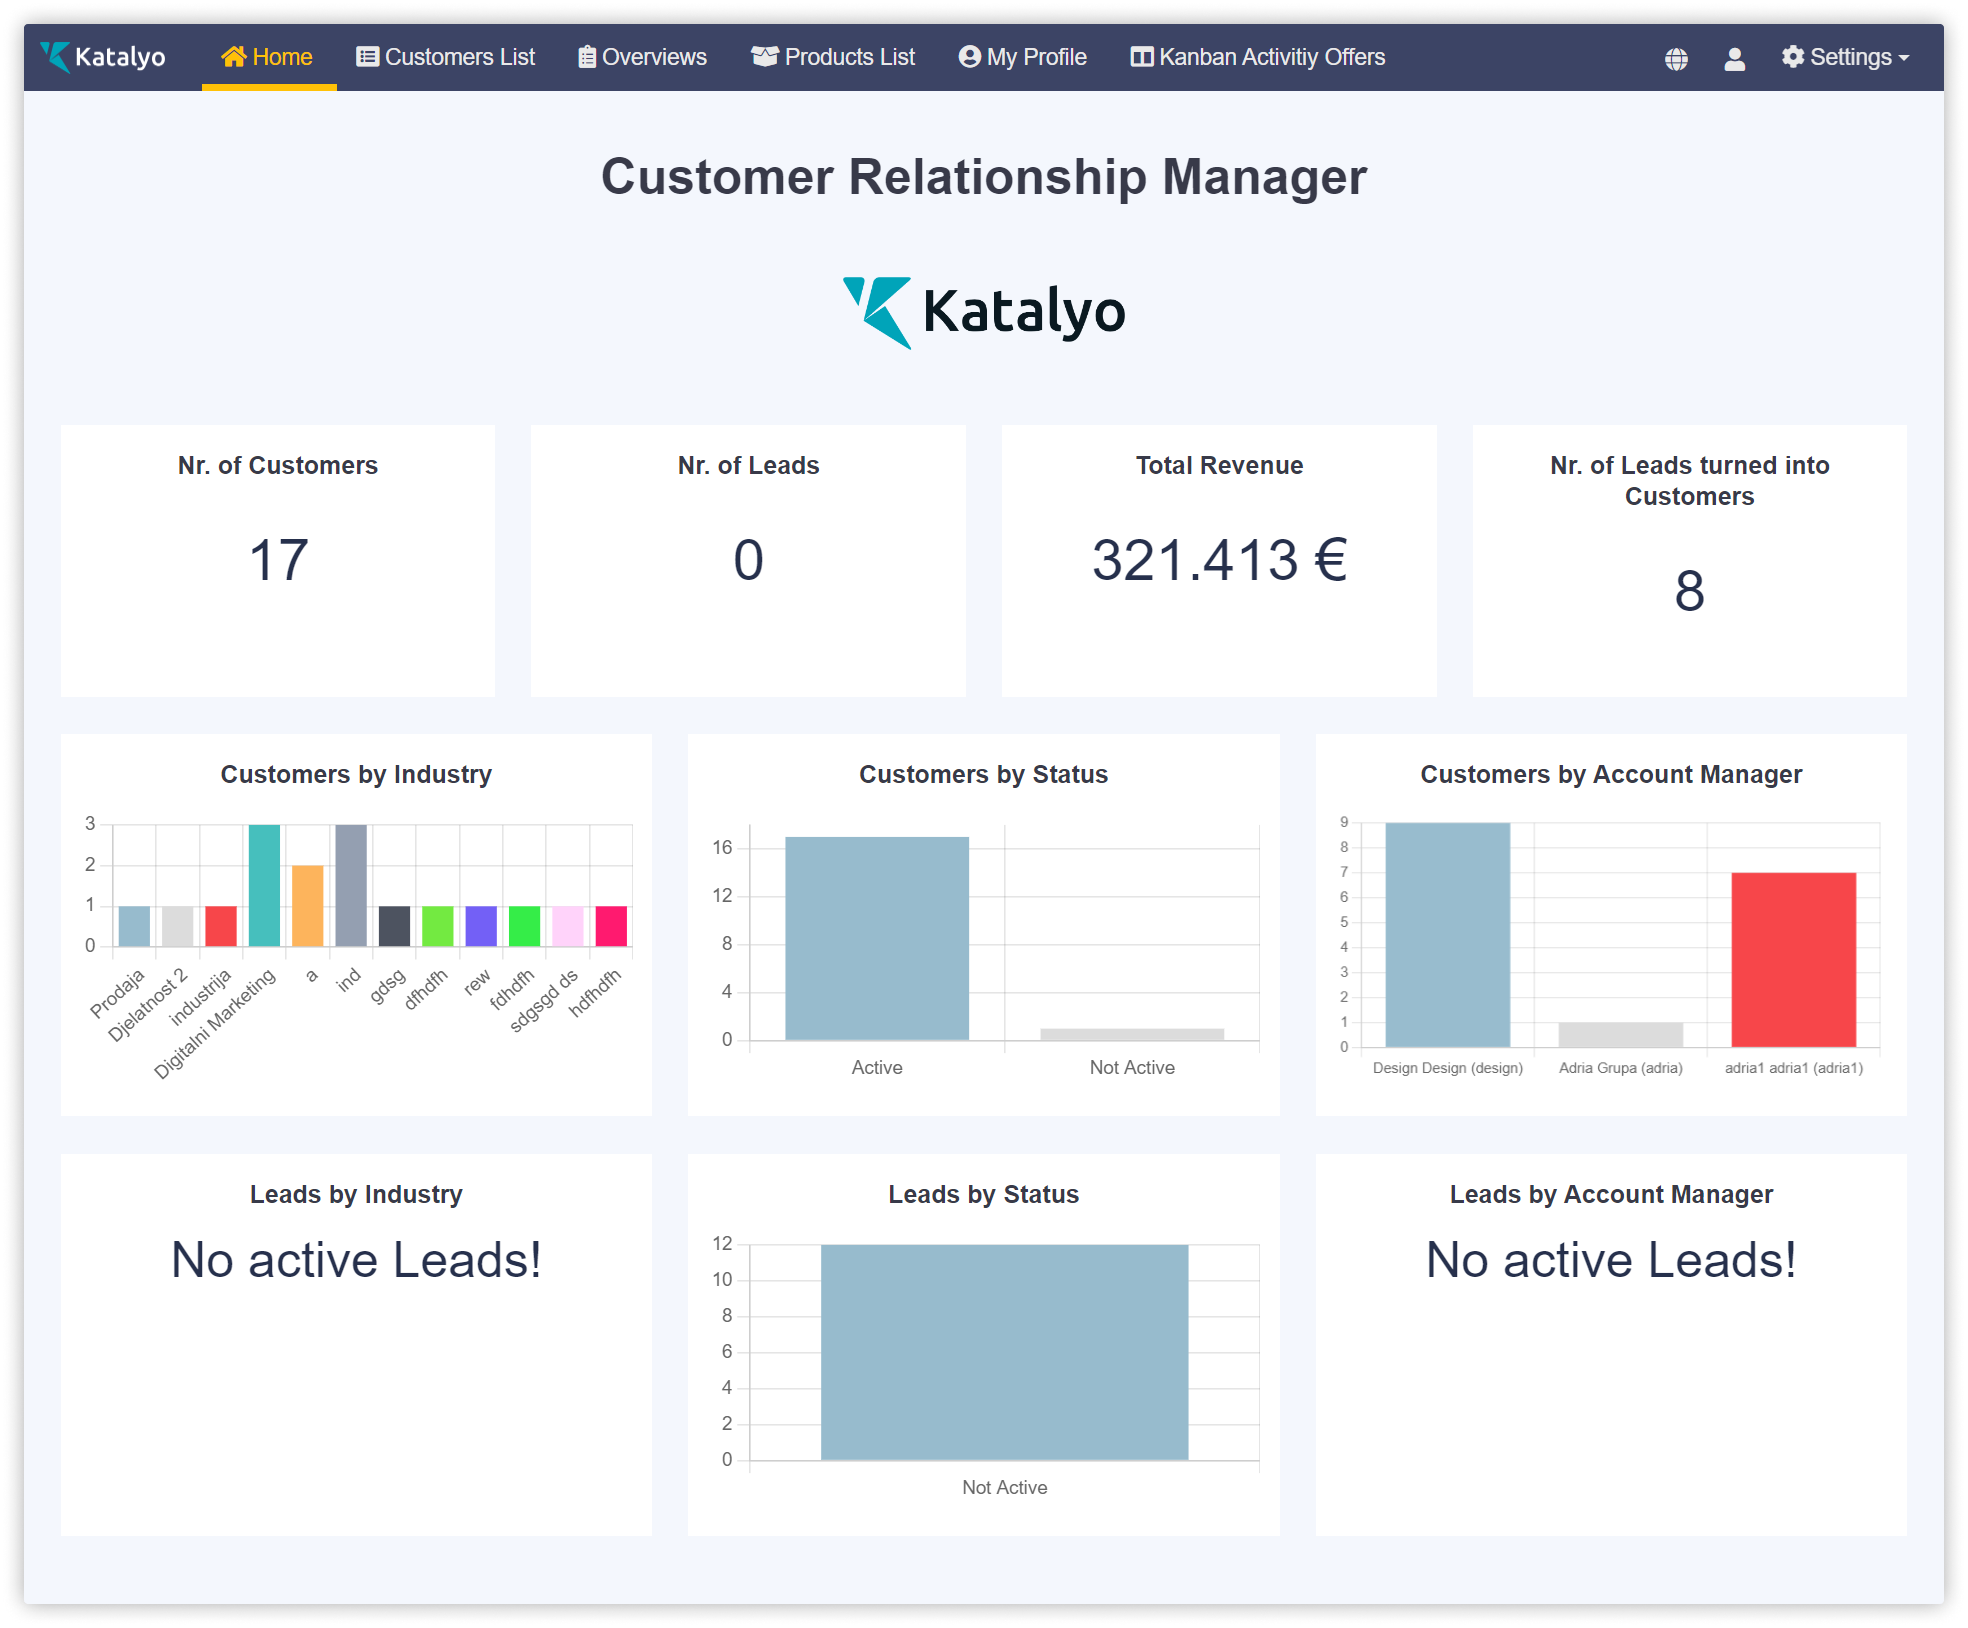 Katalyo Home Customers List Overviews Products List My Profile Kanban Activitiy Offers Settings
Customer Relationship Manager
Katalyo
Nr. of Customers
17
Nr. of Leads
0
Total Revenue
321.413 €
Nr. of Leads turned into
Customers
8
Customers by Industry
3
2
1
0
Prodaja
Djelatnost 2
industrija
Digitalni Marketing
a
ind
gdsg
dfhdfh
rew
fdhdfh
sdgsgd ds
hdfhdfh
Customers by Status
16
12
8
4
0
Active Not Active
Customers by Account Manager
9
8
7
6
5
4
3
2
1
0
Design Design (design) Adria Grupa (adria) adria1 adria1 (adria1)
Leads by Industry
No active Leads!
Leads by Status
12
10
8
6
4
2
0
Not Active
Leads by Account Manager
No active Leads!